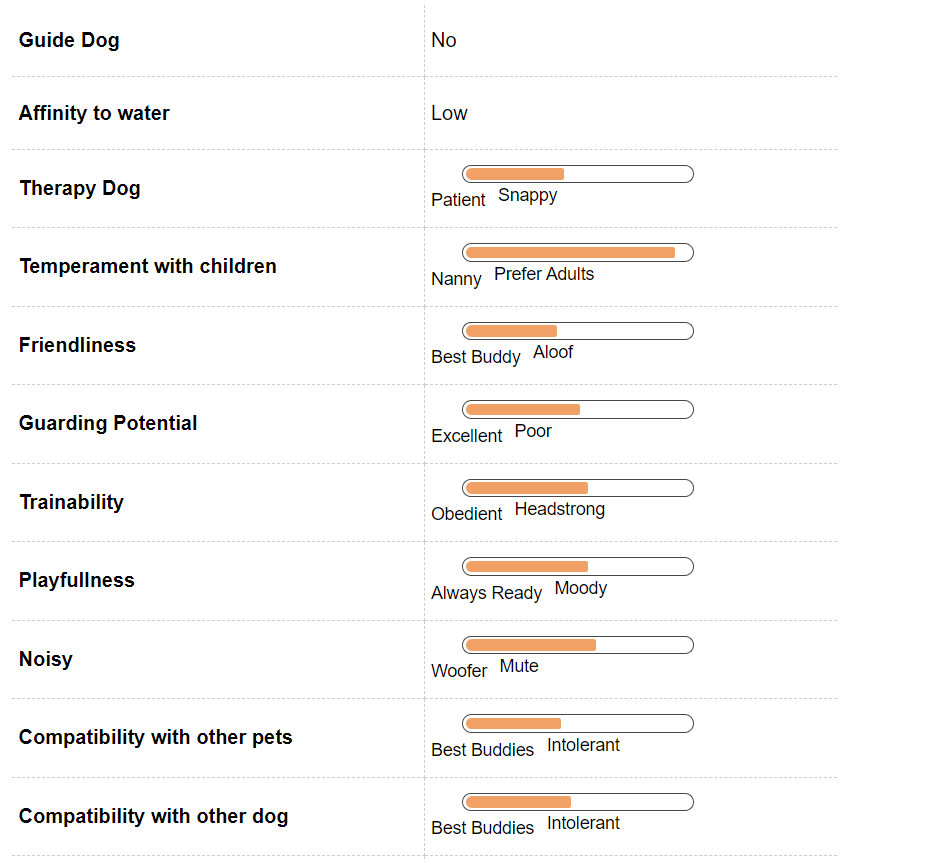 Guide Dog No
Affinity to water Low
Therapy Dog Patient Snappy
Temperament with children Nanny Prefer Adults
Friendliness Best Buddy Aloof
Guarding Potential Excellent Poor
Trainability Obedient Headstrong
Playfullness Always Ready Moody
Noisy Woofer Mute
Compatibility with other pets Best Buddies Intolerant
Compatibility with other dog Best Buddies Intolerant